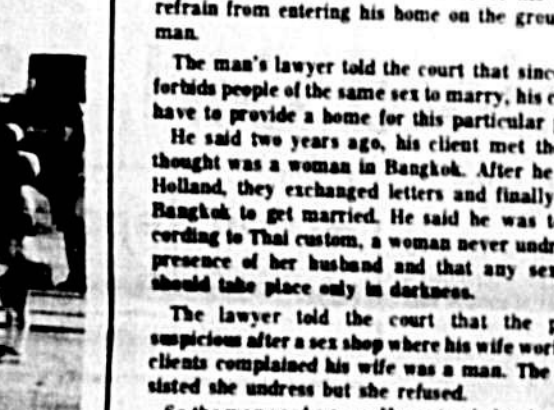 refrain from entering his home on the grou
man.
The man's lawyer told the court that sinc
forbids people of the same sex to marry, his c
have to provide a home for this particular
He said two years ago, his client met th
thought was a woman in Bangkok. After he
Holland, they exchanged letters and finally
Bangkok to get married. He said he was t
cording to Thai custom, a woman never undr
presence of her husband and that any sex
should take place only in darkness.
The lawyer told the court that the p
suspicious after a sex shop where his wife wor
clients complained his wife was a man. The
sisted she undress but she refused.